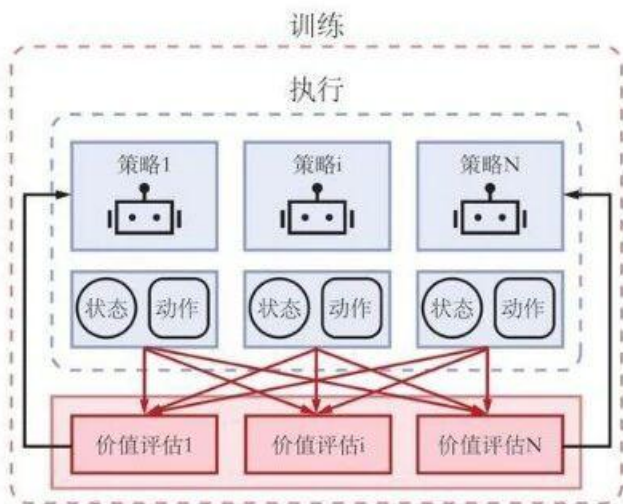 训练
执行
策略1 策略i 策略N
状态 动作 状态 动作 状态 动作
价值评估1 价值评估i 价值评估N